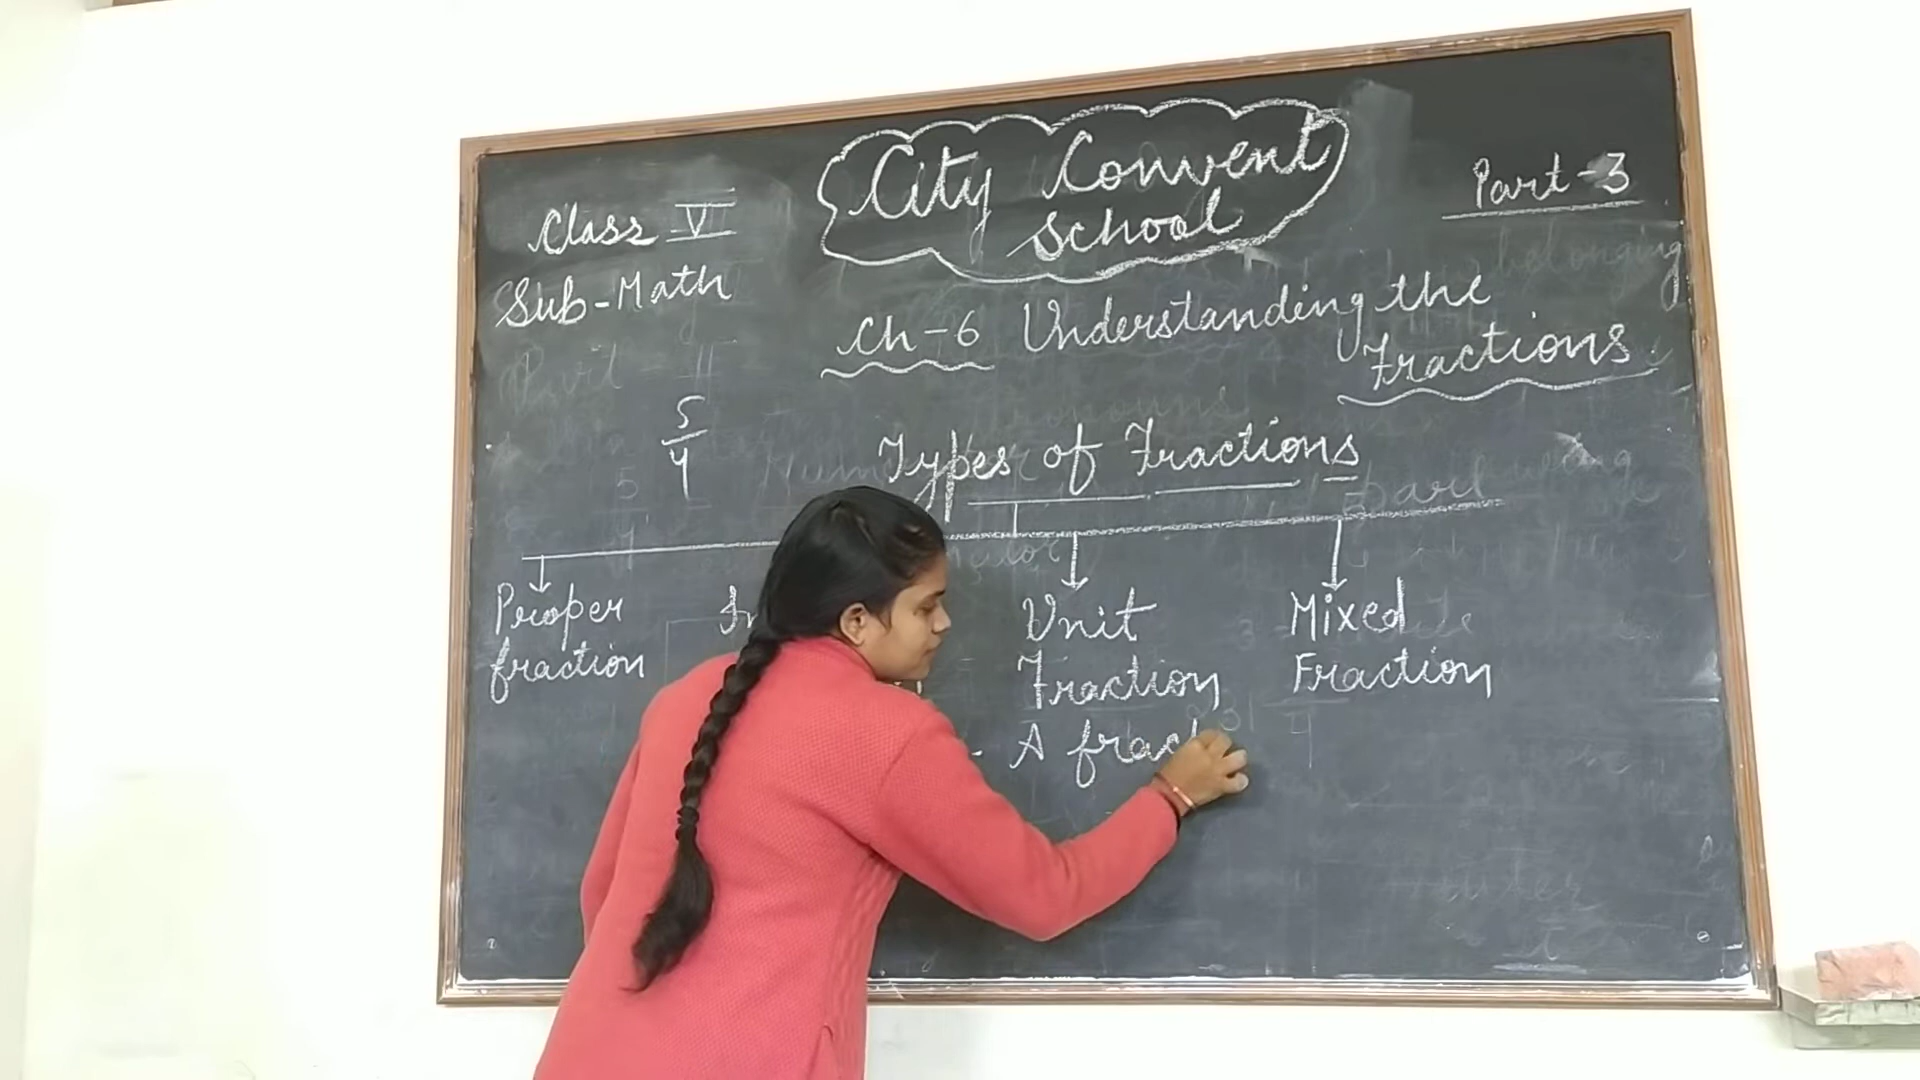 City Convent
School
Part-3
Class V
Sub-Math
Ch-6 Understanding the
Fractions
5
4
Types of Fractions
Proper
fraction
Unit
Fraction
Mixed
Fraction
- A fract